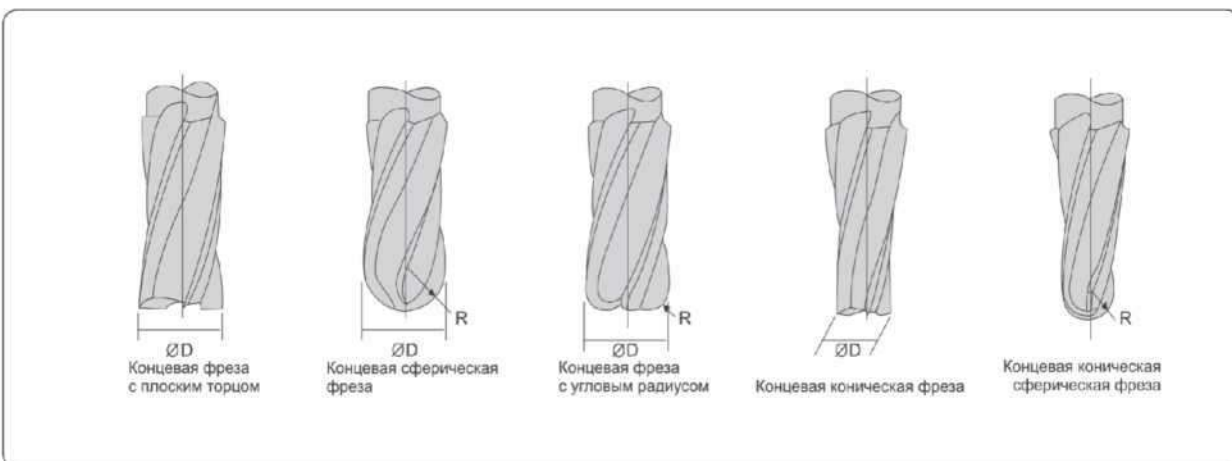 R
R
R
ØD
ØD
ØD
ØD
Концевая фреза
с плоским торцом
Концевая сферическая
фреза
Концевая фреза
с угловым радиусом
Концевая коническая фреза
Концевая коническая
сферическая фреза